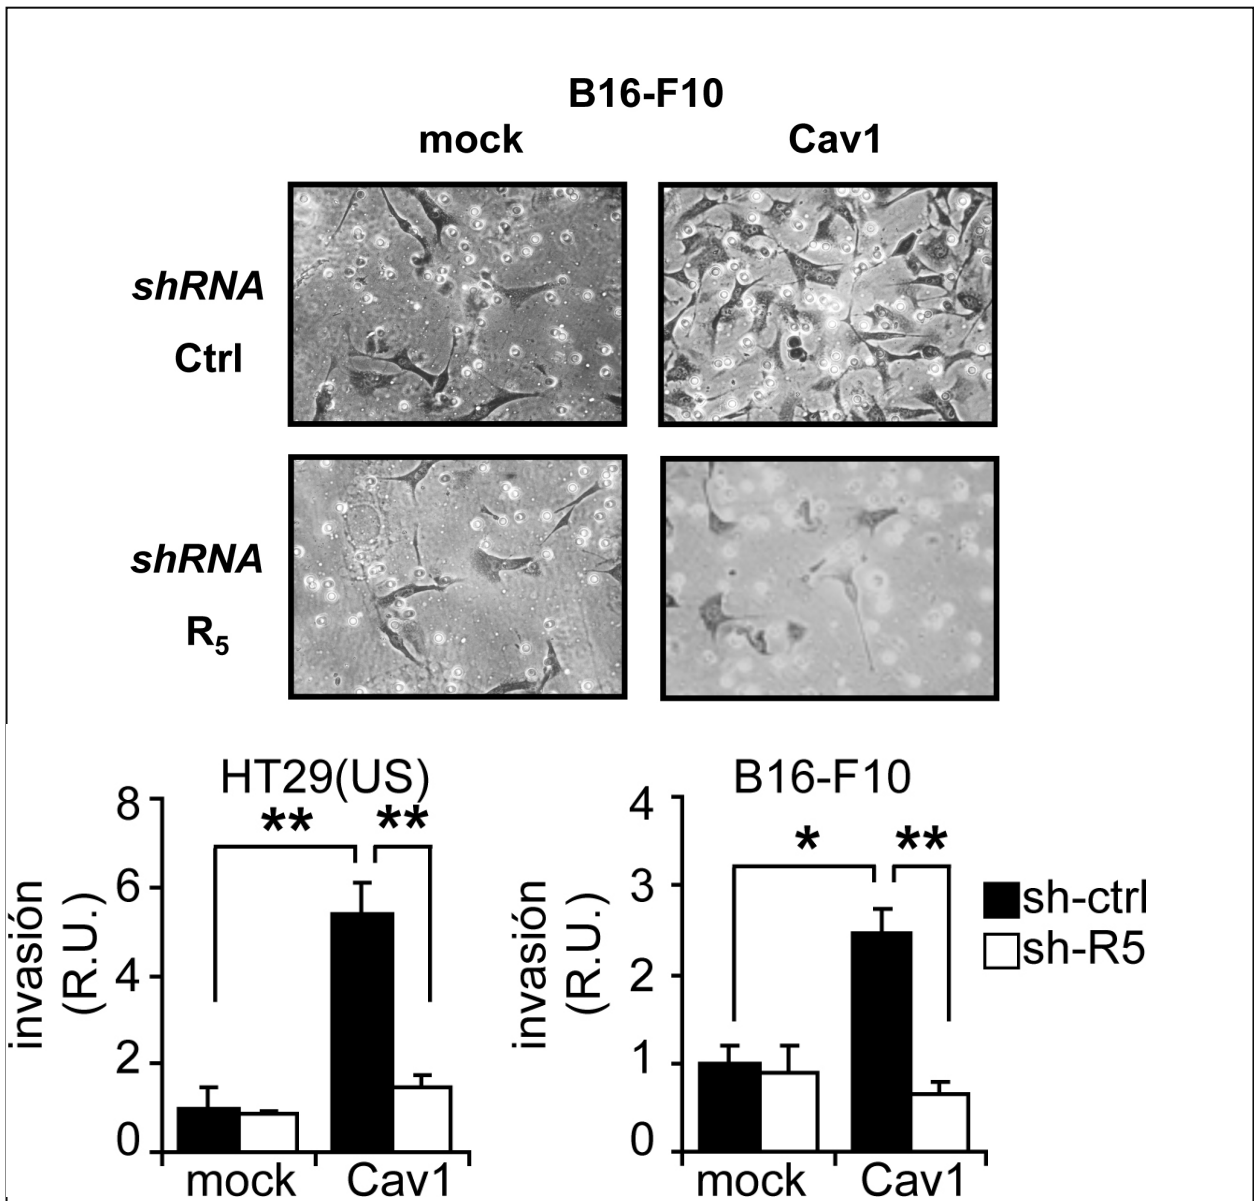 B16-F10
mock Cav1
shRNA
Ctrl
shRNA
R₅
HT29(US)
invasión
(R.U.)
8
6
4
2
0
** **
mock Cav1
B16-F10
invasión
(R.U.)
4
3
2
1
0
* **
mock Cav1
sh-ctrl
sh-R5